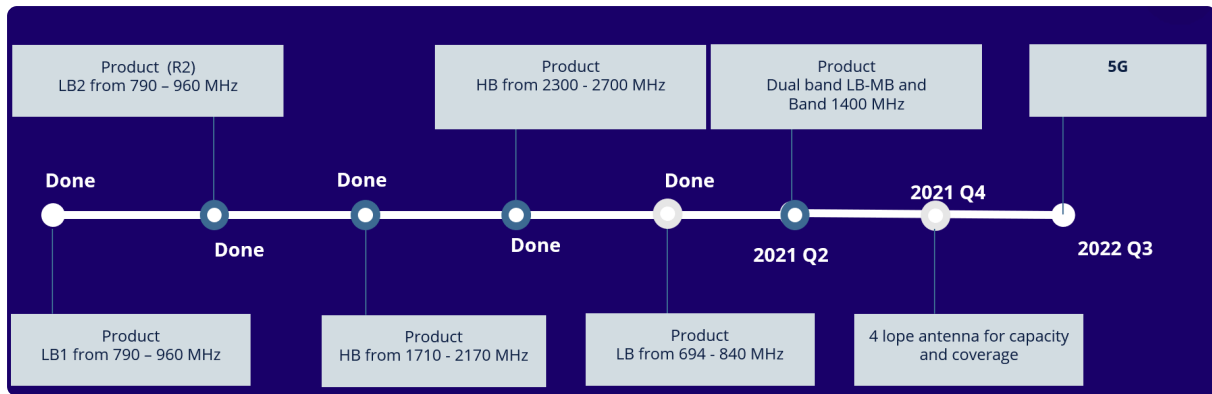 Product (R2)
LB2 from 790 – 960 MHz
Product
HB from 2300 - 2700 MHz
Product
Dual band LB-MB and
Band 1400 MHz
5G
Done
Done
Done
2021 Q4
Done
Done
2021 Q2
2022 Q3
Product
LB1 from 790 – 960 MHz
Product
HB from 1710 - 2170 MHz
Product
LB from 694 - 840 MHz
4 lope antenna for capacity
and coverage